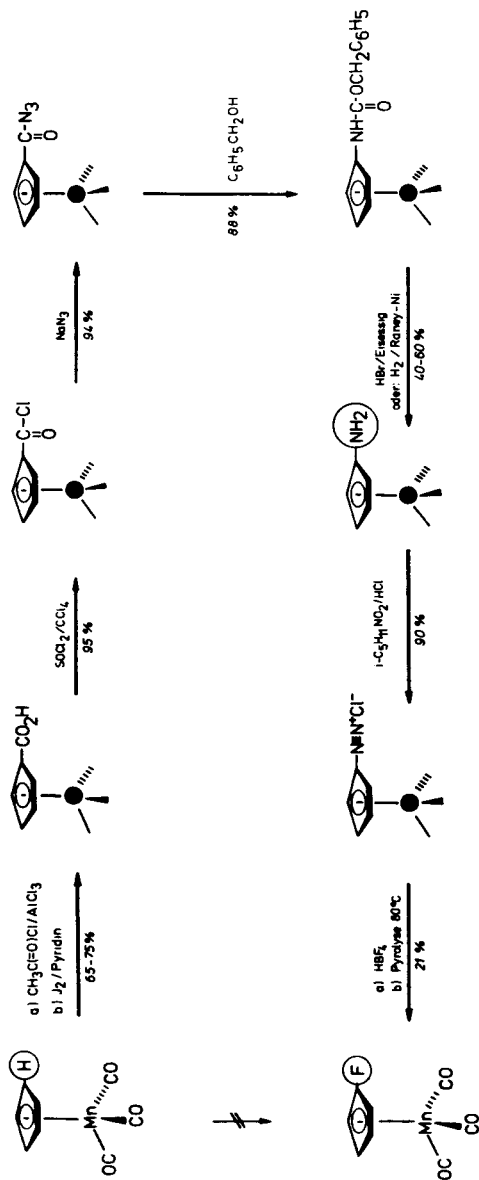 H
Mn
OC CO CO
a) CH₃C(=O)Cl/AlCl₃
b) J₂/Pyridin
65-75%
CO₂H
SOCl₂/CCl₄
95%
C-Cl
O
NaN₃
94%
C-N₃
O
C₆H₅CH₂OH
88%
NH-C-OCH₂C₆H₅
O
HBr/Eisessig
oder: H₂/Raney-Ni
40-60%
NH₂
i-C₅H₁₁NO₂/HCl
90%
N≡N⁺Cl⁻
a) HBF₄
b) Pyrolyse 80°C
21%
F
Mn
OC CO CO